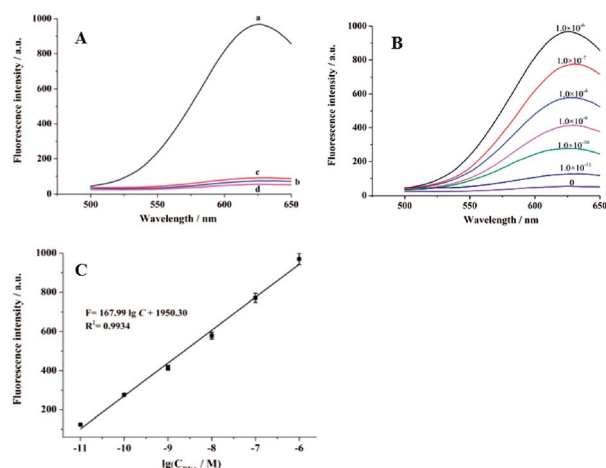 A
a
c
b
d
Fluorescence intensity / a.u.
1000
800
600
400
200
0
500
550
600
650
Wavelength / nm
B
1.0×10⁻⁶
1.0×10⁻⁷
1.0×10⁻⁸
1.0×10⁻⁹
1.0×10⁻¹⁰
1.0×10⁻¹¹
0
Fluorescence intensity / a.u.
1000
800
600
400
200
0
500
550
600
650
Wavelength / nm
C
F= 167.99 lg C + 1950.30
R²= 0.9934
Fluorescence intensity / a.u.
1000
800
600
400
200
-11
-10
-9
-8
-7
-6
/ M)